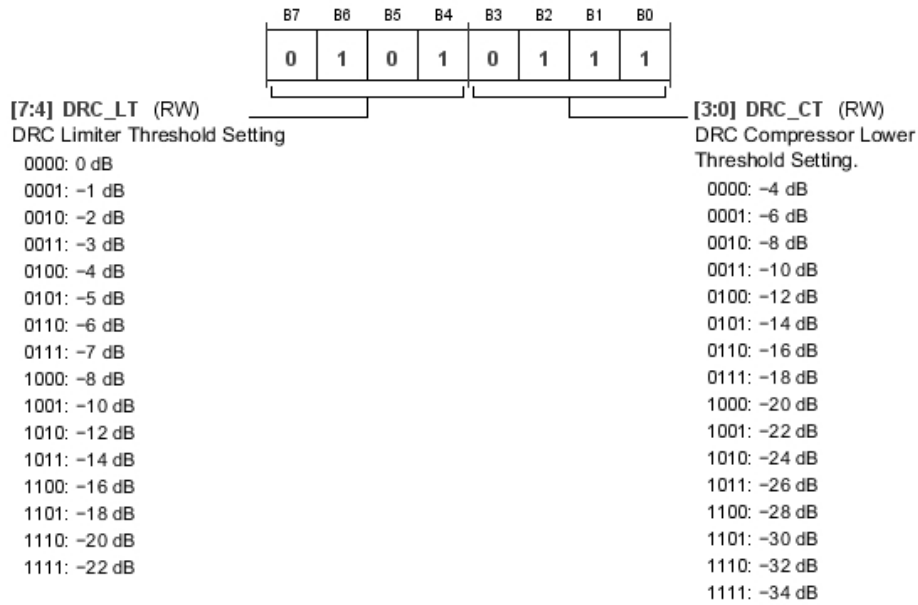 B7 B6 B5 B4 B3 B2 B1 B0
0 1 0 1 0 1 1 1
[7:4] DRC_LT (RW)
DRC Limiter Threshold Setting
0000: 0 dB
0001: −1 dB
0010: −2 dB
0011: −3 dB
0100: −4 dB
0101: −5 dB
0110: −6 dB
0111: −7 dB
1000: −8 dB
1001: −10 dB
1010: −12 dB
1011: −14 dB
1100: −16 dB
1101: −18 dB
1110: −20 dB
1111: −22 dB
[3:0] DRC_CT (RW)
DRC Compressor Lower
Threshold Setting.
0000: −4 dB
0001: −6 dB
0010: −8 dB
0011: −10 dB
0100: −12 dB
0101: −14 dB
0110: −16 dB
0111: −18 dB
1000: −20 dB
1001: −22 dB
1010: −24 dB
1011: −26 dB
1100: −28 dB
1101: −30 dB
1110: −32 dB
1111: −34 dB